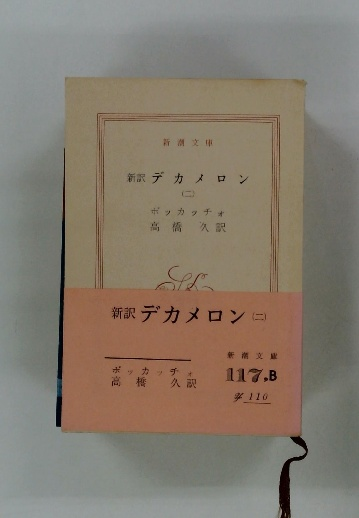 新潮文庫
新訳 デカメロン
(二)
ボッカッチォ
高橋 久訳
新訳 デカメロン (二)
ボッカッチォ
高橋 久訳
新潮文庫
117.B
¥ 110